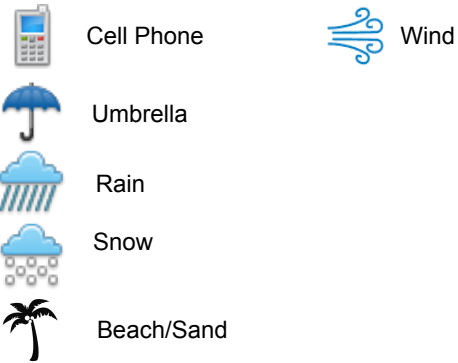 Cell Phone
Wind
Umbrella
Rain
Snow
Beach/Sand